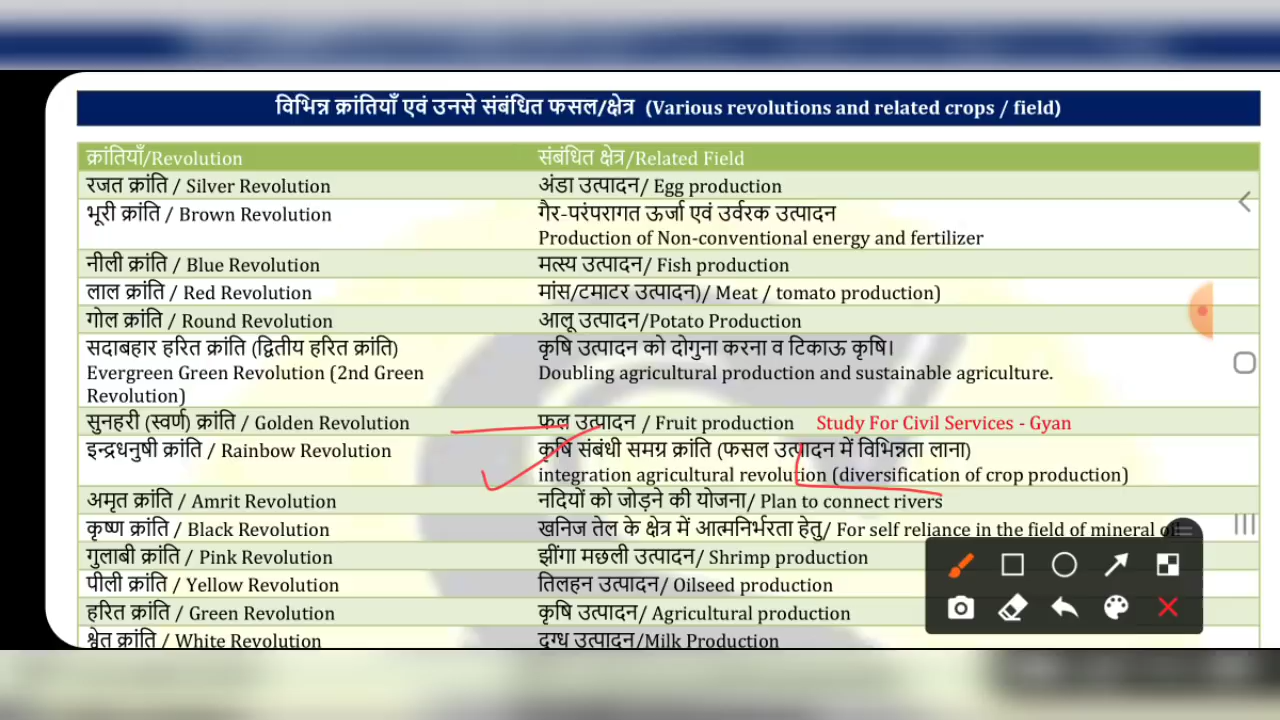 विभिन्न क्रांतियाँ एवं उनसे संबंधित फसल/क्षेत्र (Various revolutions and related crops / field)
क्रांतियाँ/Revolution संबंधित क्षेत्र/Related Field
रजत क्रांति / Silver Revolution अंडा उत्पादन/ Egg production
भूरी क्रांति / Brown Revolution गैर-परंपरागत ऊर्जा एवं उर्वरक उत्पादन
Production of Non-conventional energy and fertilizer
नीली क्रांति / Blue Revolution मत्स्य उत्पादन/ Fish production
लाल क्रांति / Red Revolution मांस/टमाटर उत्पादन)/ Meat / tomato production)
गोल क्रांति / Round Revolution आलू उत्पादन/Potato Production
सदाबहार हरित क्रांति (द्वितीय हरित क्रांति) कृषि उत्पादन को दोगुना करना व टिकाऊ कृषि।
Evergreen Green Revolution (2nd Green Doubling agricultural production and sustainable agriculture.
Revolution)
सुनहरी (स्वर्ण) क्रांति / Golden Revolution फल उत्पादन / Fruit production Study For Civil Services - Gyan
इन्द्रधनुषी क्रांति / Rainbow Revolution कृषि संबंधी समग्र क्रांति (फसल उत्पादन में विभिन्नता लाना)
integration agricultural revolution (diversification of crop production)
अमृत क्रांति / Amrit Revolution नदियों को जोड़ने की योजना/ Plan to connect rivers
कृष्ण क्रांति / Black Revolution खनिज तेल के क्षेत्र में आत्मनिर्भरता हेतु/ For self reliance in the field of mineral oil
गुलाबी क्रांति / Pink Revolution झींगा मछली उत्पादन/ Shrimp production
पीली क्रांति / Yellow Revolution तिलहन उत्पादन/ Oilseed production
हरित क्रांति / Green Revolution कृषि उत्पादन/ Agricultural production
श्वेत क्रांति / White Revolution दुग्ध उत्पादन/Milk Production